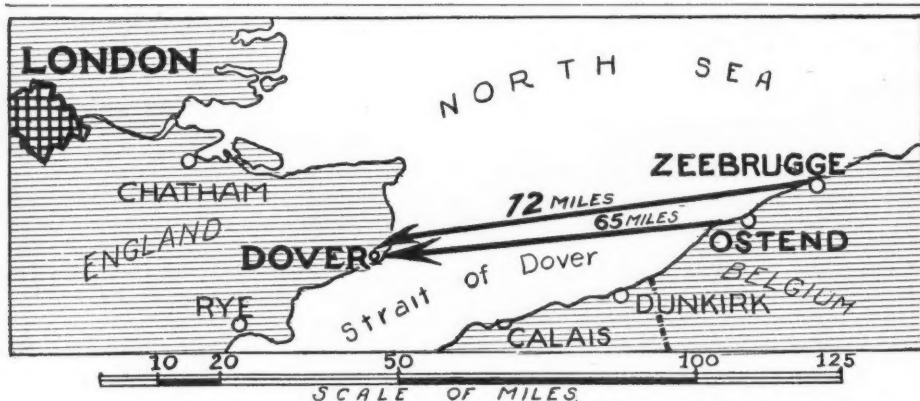 LONDON
NORTH SEA
ZEEBRUGGE
CHATHAM
72 MILES
65 MILES
ENGLAND
OSTEND
DOVER
Strait of Dover
BELGIUM
RYE
DUNKIRK
CALAIS
10 20 50 100 125
SCALE OF MILES